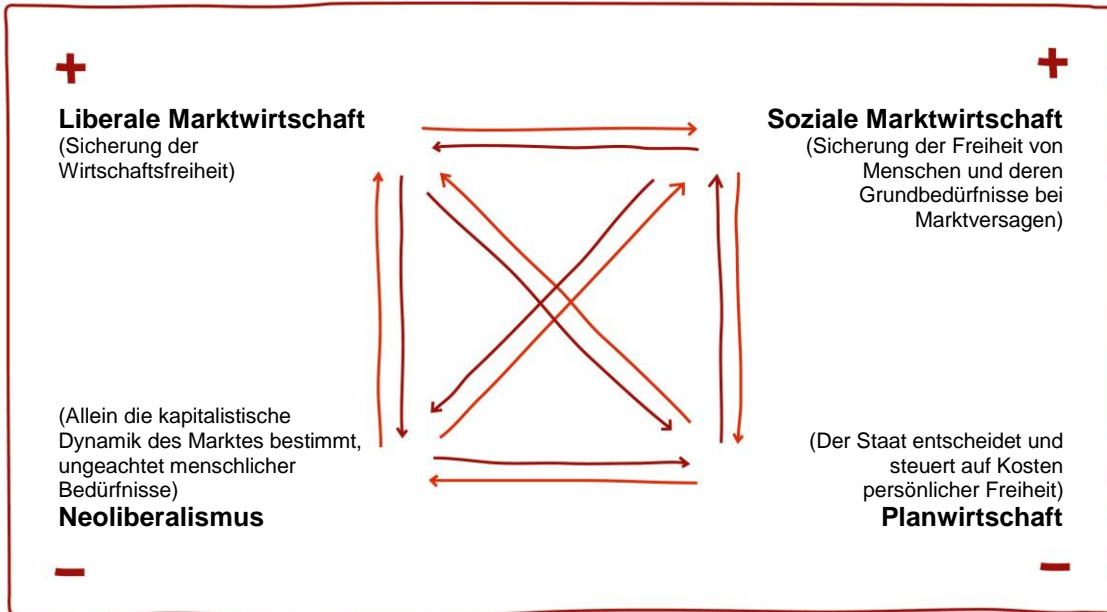 +
+
Liberale Marktwirtschaft
(Sicherung der
Wirtschaftsfreiheit)
Soziale Marktwirtschaft
(Sicherung der Freiheit von
Menschen und deren
Grundbedürfnisse bei
Marktversagen)
(Allein die kapitalistische
Dynamik des Marktes bestimmt,
ungeachtet menschlicher
Bedürfnisse)
Neoliberalismus
(Der Staat entscheidet und
steuert auf Kosten
persönlicher Freiheit)
Planwirtschaft
–
–